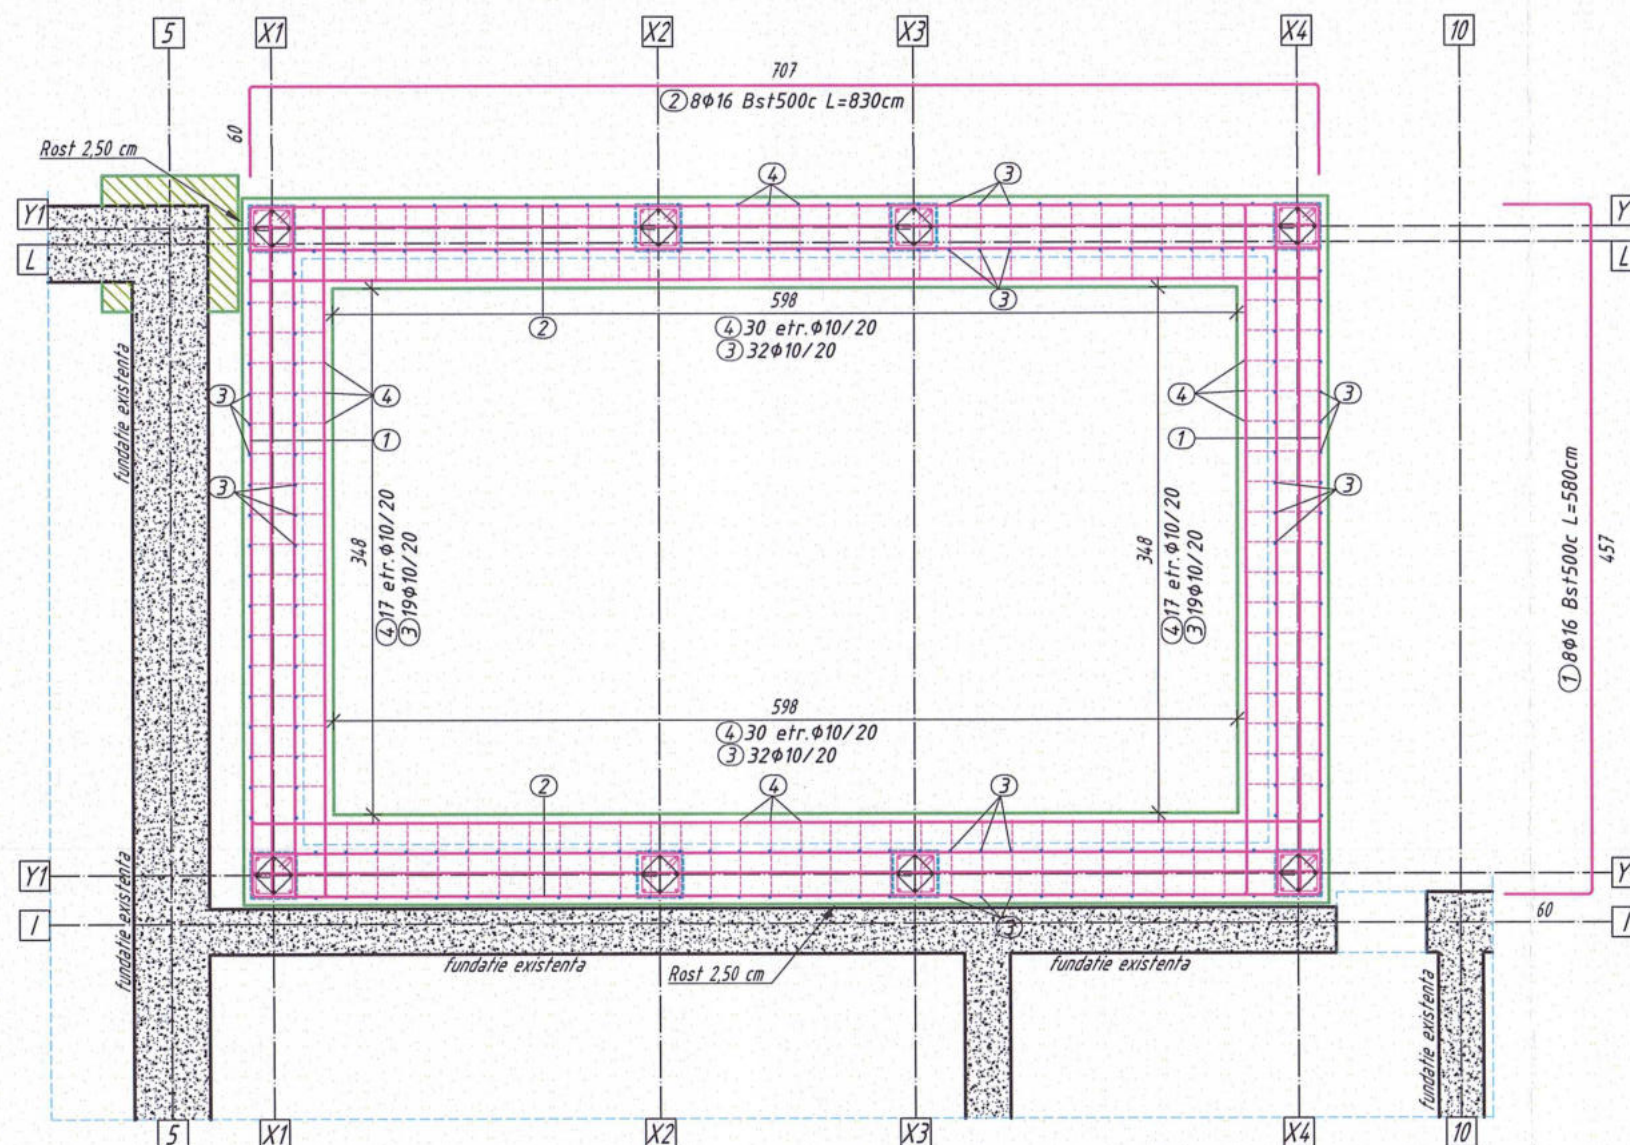 5 X1 X2 X3 X4 10
707
②8Φ16 Bst500c L=830cm
60
Rost 2,50 cm
④ ③
Y1 Y
L L
③
598
② ④30 etr.Φ10/20
③32Φ10/20
fundatie existenta
③ ④ ④ ③
① ①
③ ③
348
④17 etr.Φ10/20
③19Φ10/20
348
④17 etr.Φ10/20
③19Φ10/20
①8Φ16 Bst500c L=580cm
457
598
④30 etr.Φ10/20
③32Φ10/20
② ④ ③
fundatie existenta
Y1 Y
60
I I
③
fundatie existenta
Rost 2,50 cm
fundatie existenta
fundatie existenta
5 X1 X2 X3 X4 10